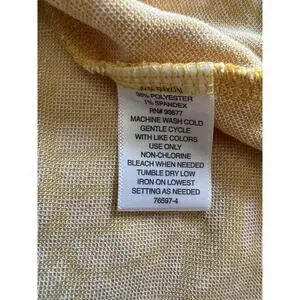 98% POLYESTER
1% SPANDEX
RN# 93677
MACHINE WASH COLD
GENTLE CYCLE
WITH LIKE COLORS
USE ONLY
NON-CHLORINE
BLEACH WHEN NEEDED
TUMBLE DRY LOW
IRON ON LOWEST
SETTING AS NEEDED
76597-4